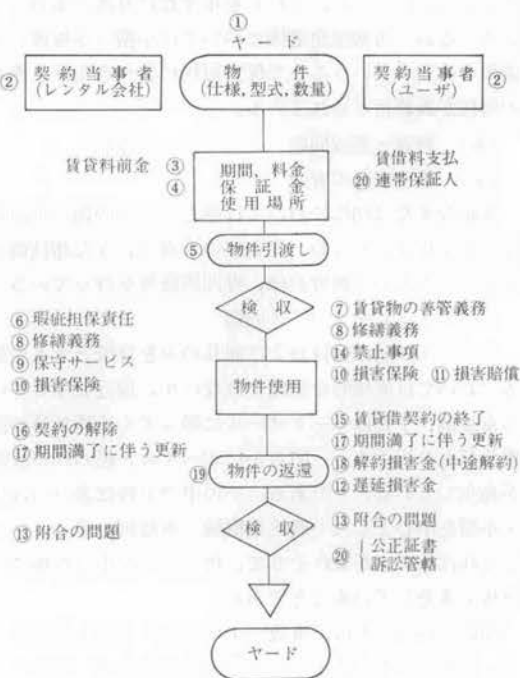 ①
ヤード
② 契約当事者
(レンタル会社)
物件
(仕様,型式,数量)
契約当事者 ②
(ユーザ)
賃貸料前金 ③
④
期間、料金
保証金
使用場所
賃借料支払
⑳ 連帯保証人
⑤ 物件引渡し
検収
⑥ 瑕疵担保責任
⑧ 修繕義務
⑨ 保守サービス
⑩ 損害保険
⑦ 賃貸物の善管義務
⑧ 修繕義務
⑭ 禁止事項
⑩ 損害保険 ⑪ 損害賠償
物件使用
⑯ 契約の解除
⑰ 期間満了に伴う更新
⑮ 賃貸借契約の終了
⑰ 期間満了に伴う更新
⑱ 解約損害金(中途解約)
⑫ 遅延損害金
⑲ 物件の返還
検収
⑬ 附合の問題
⑬ 附合の問題
⑳ { 公正証書
訴訟管轄
ヤード